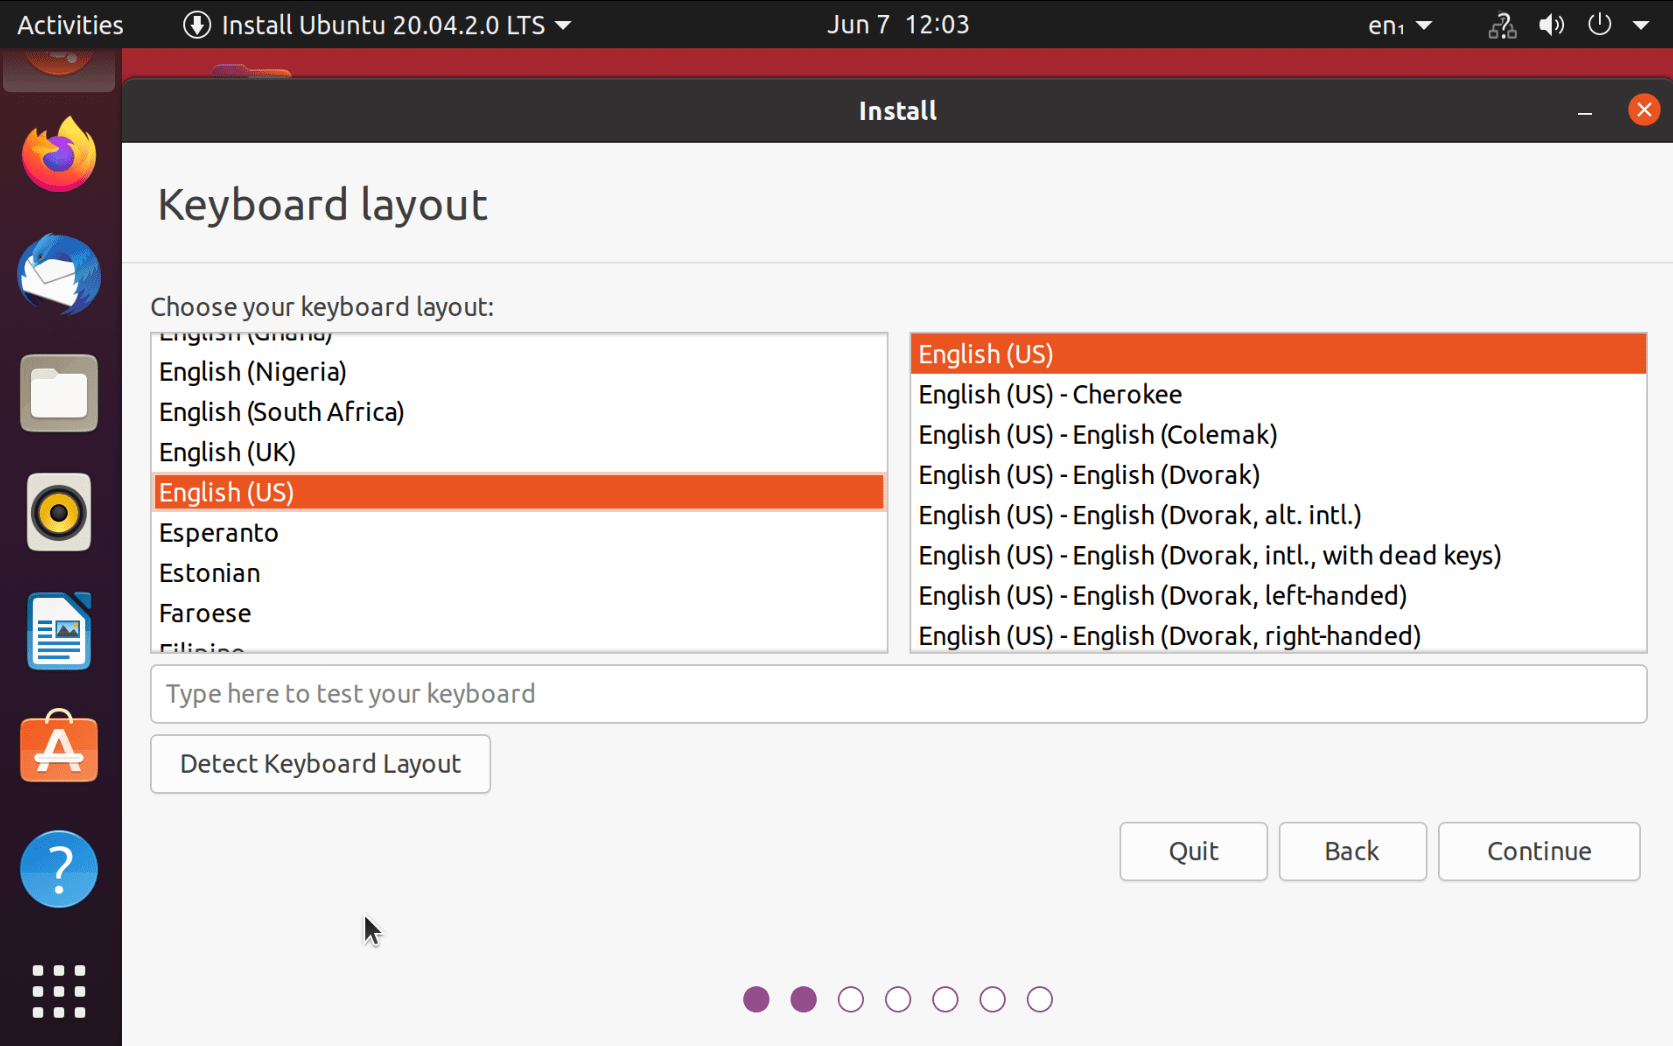 Activities
Install Ubuntu 20.04.2.0 LTS
Jun 7 12:03
en₁
Install
Keyboard layout
Choose your keyboard layout:
English (Ghana)
English (Nigeria)
English (South Africa)
English (UK)
English (US)
Esperanto
Estonian
Faroese
Filipino
English (US)
English (US) - Cherokee
English (US) - English (Colemak)
English (US) - English (Dvorak)
English (US) - English (Dvorak, alt. intl.)
English (US) - English (Dvorak, intl., with dead keys)
English (US) - English (Dvorak, left-handed)
English (US) - English (Dvorak, right-handed)
Type here to test your keyboard
Detect Keyboard Layout
Quit
Back
Continue